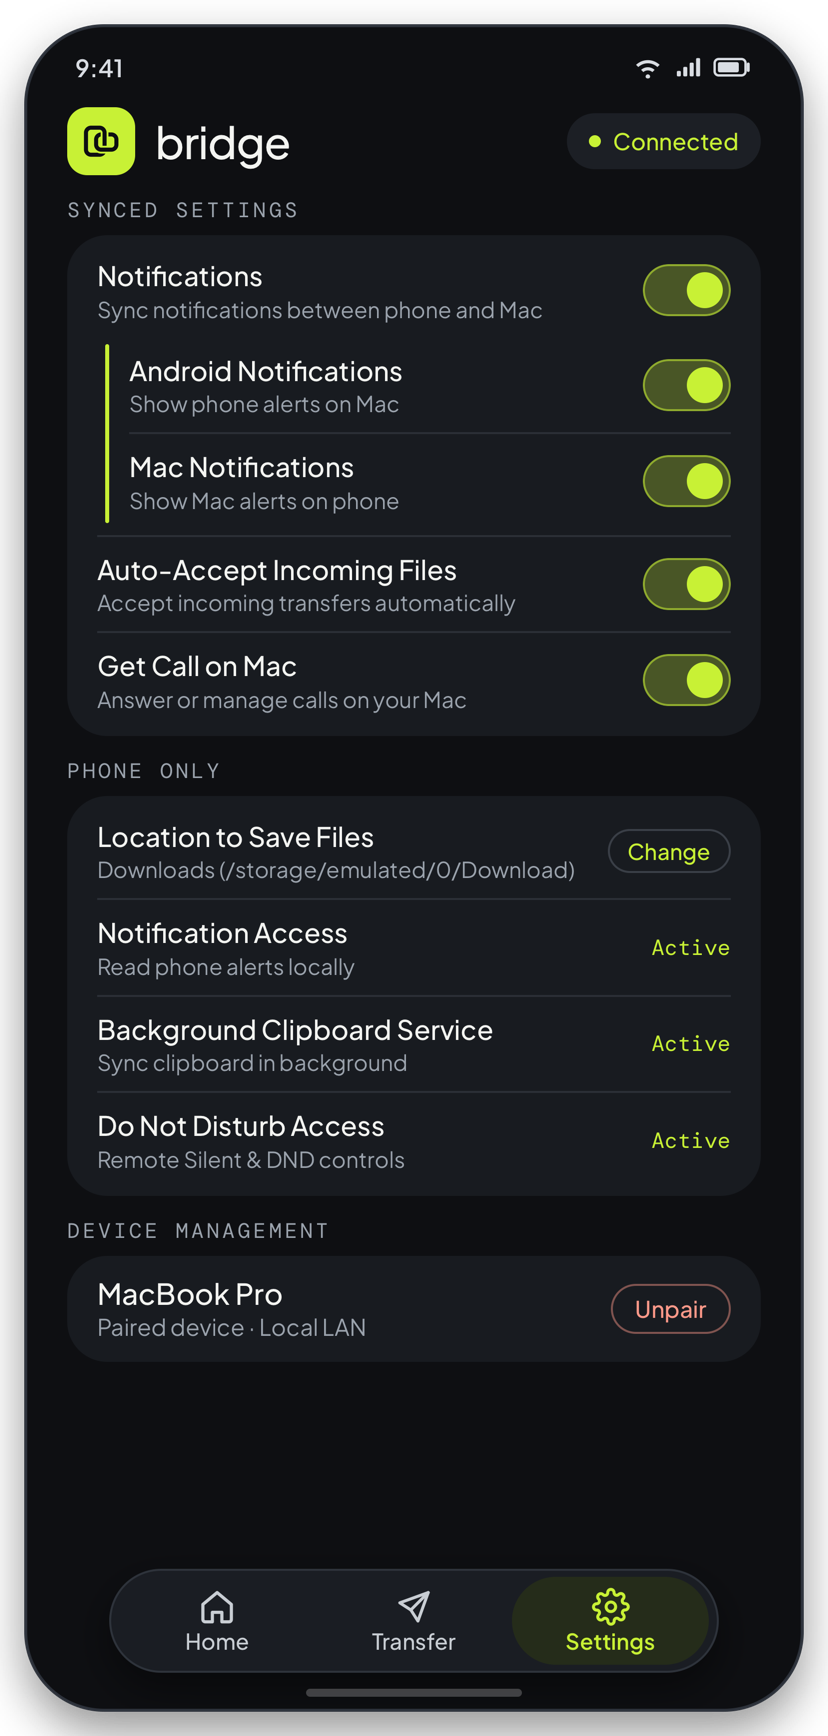 9:41
bridge
Connected
SYNCED SETTINGS
Notifications
Sync notifications between phone and Mac
Android Notifications
Show phone alerts on Mac
Mac Notifications
Show Mac alerts on phone
Auto-Accept Incoming Files
Accept incoming transfers automatically
Get Call on Mac
Answer or manage calls on your Mac
PHONE ONLY
Location to Save Files
Downloads (/storage/emulated/0/Download)
Change
Notification Access
Read phone alerts locally
Active
Background Clipboard Service
Sync clipboard in background
Active
Do Not Disturb Access
Remote Silent & DND controls
Active
DEVICE MANAGEMENT
MacBook Pro
Paired device · Local LAN
Unpair
Home
Transfer
Settings